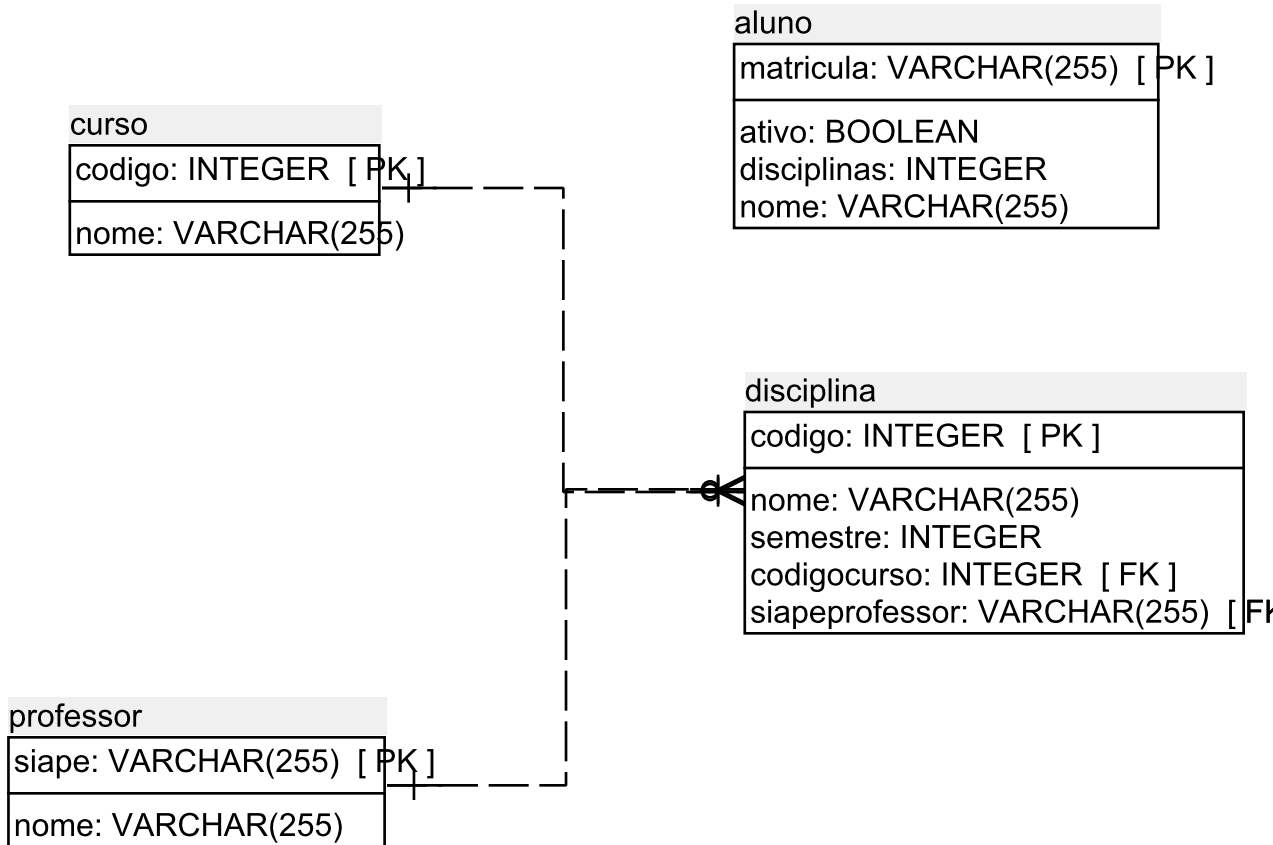 aluno
matricula: VARCHAR(255) [ PK ]
ativo: BOOLEAN
disciplinas: INTEGER
nome: VARCHAR(255)
curso
codigo: INTEGER [ PK ]
nome: VARCHAR(255)
disciplina
codigo: INTEGER [ PK ]
nome: VARCHAR(255)
semestre: INTEGER
codigocurso: INTEGER [ FK ]
siapeprofessor: VARCHAR(255) [ FK
professor
siape: VARCHAR(255) [ PK ]
nome: VARCHAR(255)